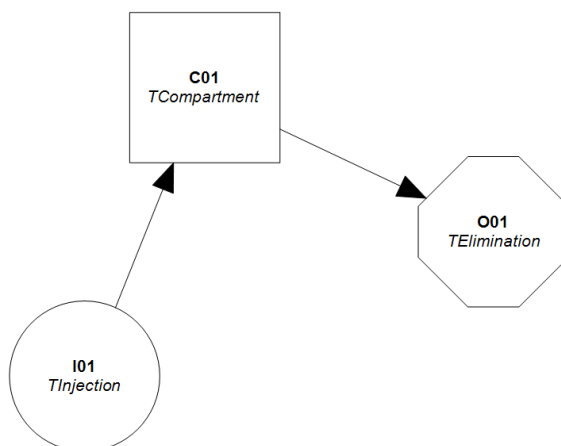 C01
TCompartment
O01
TElimination
I01
TInjection